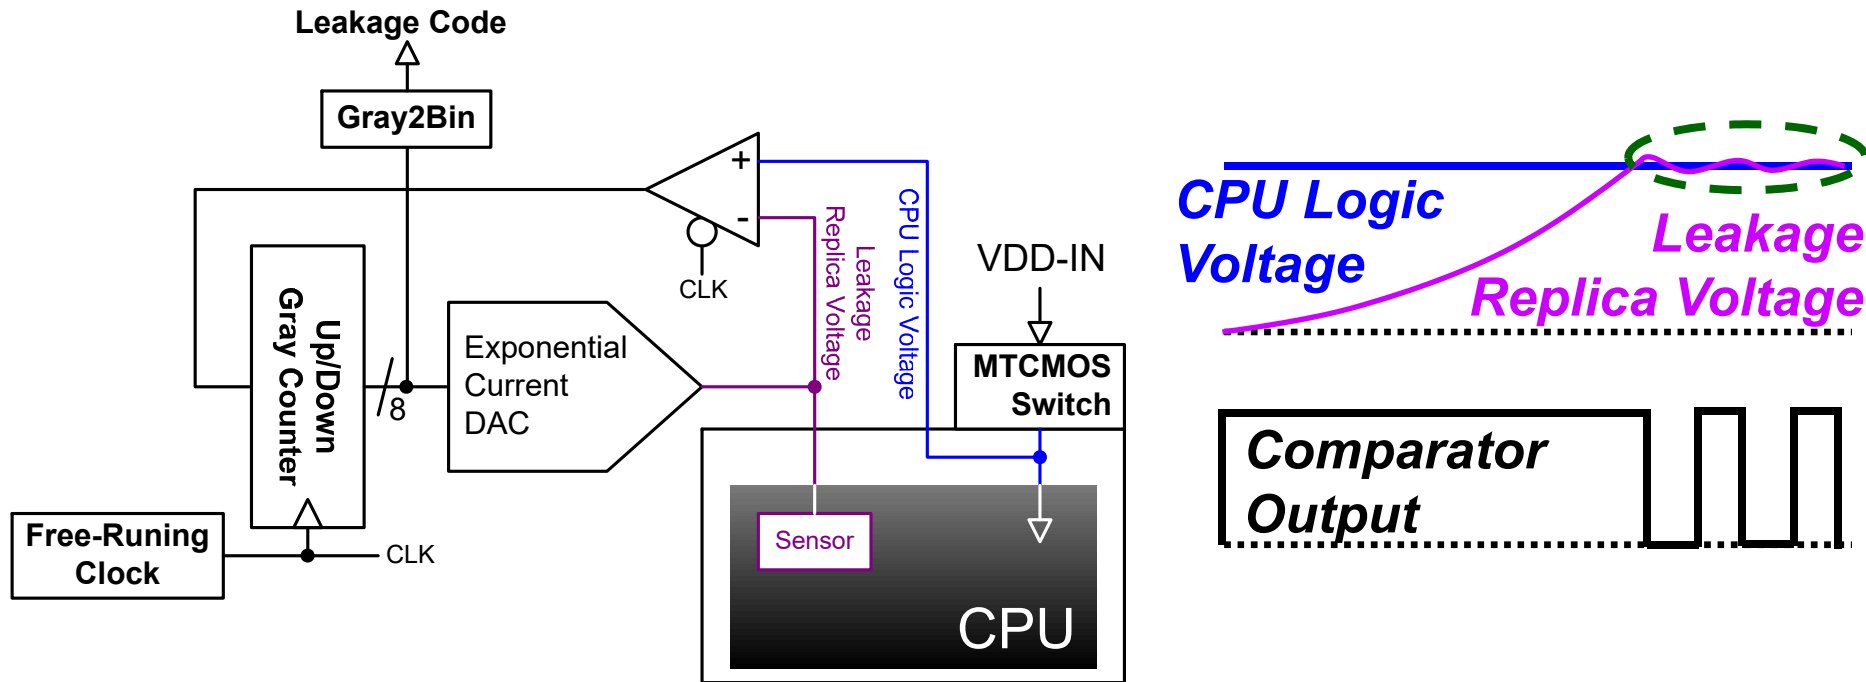 Leakage Code
Gray2Bin
+
-
CLK
Leakage
Replica Voltage
CPU Logic Voltage
VDD-IN
MTCMOS
Switch
Up/Down
Gray Counter
8
Exponential
Current
DAC
Free-Runing
Clock
CLK
Sensor
CPU
CPU Logic
Voltage
Leakage
Replica Voltage
Comparator
Output